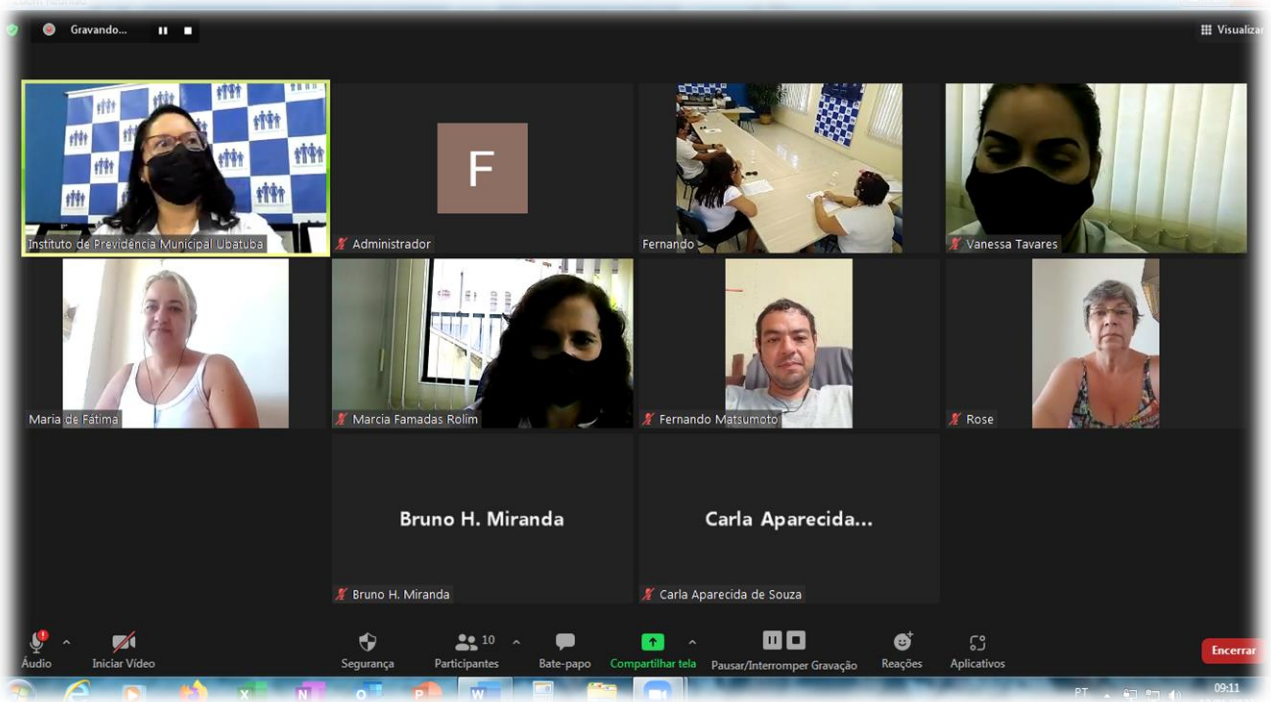 Gravando...
Visualizar
Instituto de Previdência Municipal Ubatuba
F
Administrador
Fernando
Vanessa Tavares
Maria de Fátima
Marcia Famadas Rolim
Fernando Matsumoto
Rose
Bruno H. Miranda
Carla Aparecida...
Bruno H. Miranda
Carla Aparecida de Souza
Áudio
Iniciar Vídeo
Segurança
10
Participantes
Bate-papo
Compartilhar tela
Pausar/Interromper Gravação
Reações
Aplicativos
Encerrar
PT
09:11